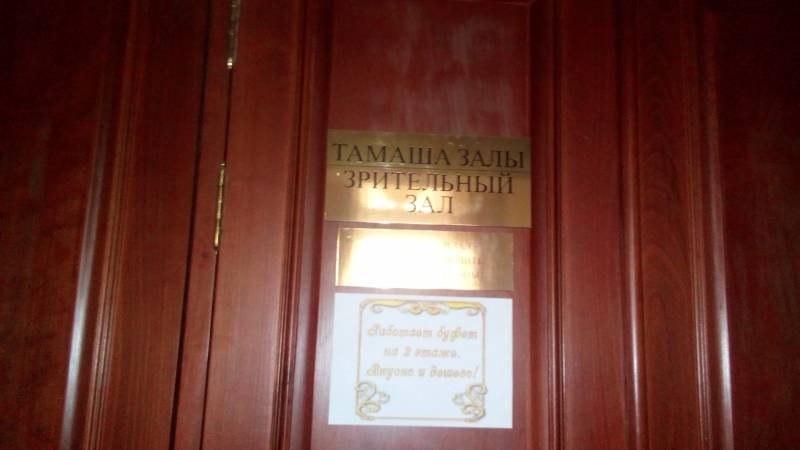 ТАМАША ЗАЛЫ
ЗРИТЕЛЬНЫЙ
ЗАЛ
Работает буфет
на 2 этаже.
Вкусно и дешево!